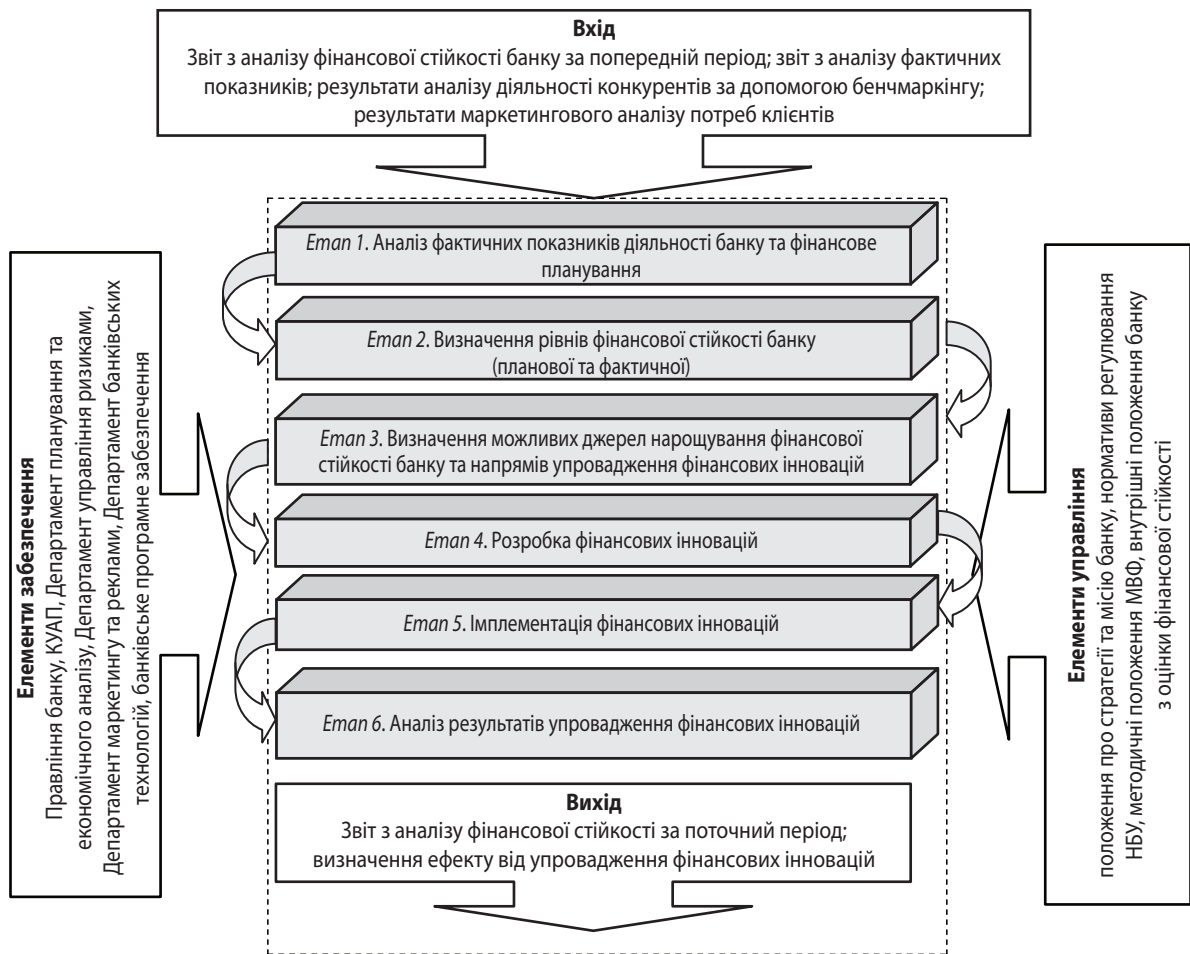 Вхід
Звіт з аналізу фінансової стійкості банку за попередній період; звіт з аналізу фактичних
показників; результати аналізу діяльності конкурентів за допомогою бенчмаркінгу;
результати маркетингового аналізу потреб клієнтів
Елементи забезпечення
Правління банку, КУАП, Департамент планування та
економічного аналізу, Департамент управління ризиками,
Департамент маркетингу та реклами, Департамент банківських
технологій, банківське програмне забезпечення
Етап 1. Аналіз фактичних показників діяльності банку та фінансове
планування
Етап 2. Визначення рівнів фінансової стійкості банку
(планової та фактичної)
Етап 3. Визначення можливих джерел нарощування фінансової
стійкості банку та напрямів упровадження фінансових інновацій
Етап 4. Розробка фінансових інновацій
Етап 5. Імплементація фінансових інновацій
Етап 6. Аналіз результатів упровадження фінансових інновацій
Елементи управління
положення про стратегії та місію банку, нормативи регулювання
НБУ, методичні положення МВФ, внутрішні положення банку
з оцінки фінансової стійкості
Вихід
Звіт з аналізу фінансової стійкості за поточний період;
визначення ефекту від упровадження фінансових інновацій